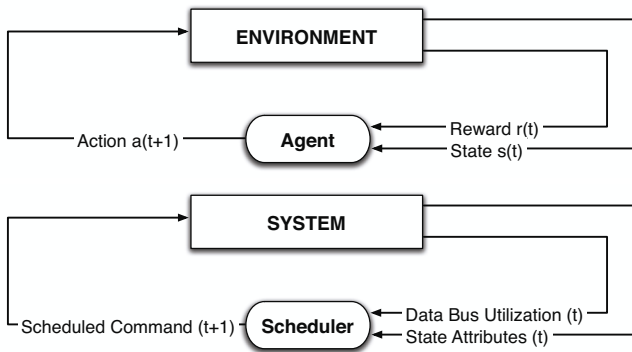 ENVIRONMENT
Reward r(t)
Action a(t+1)
Agent
State s(t)
SYSTEM
Data Bus Utilization (t)
Scheduled Command (t+1)
Scheduler
State Attributes (t)